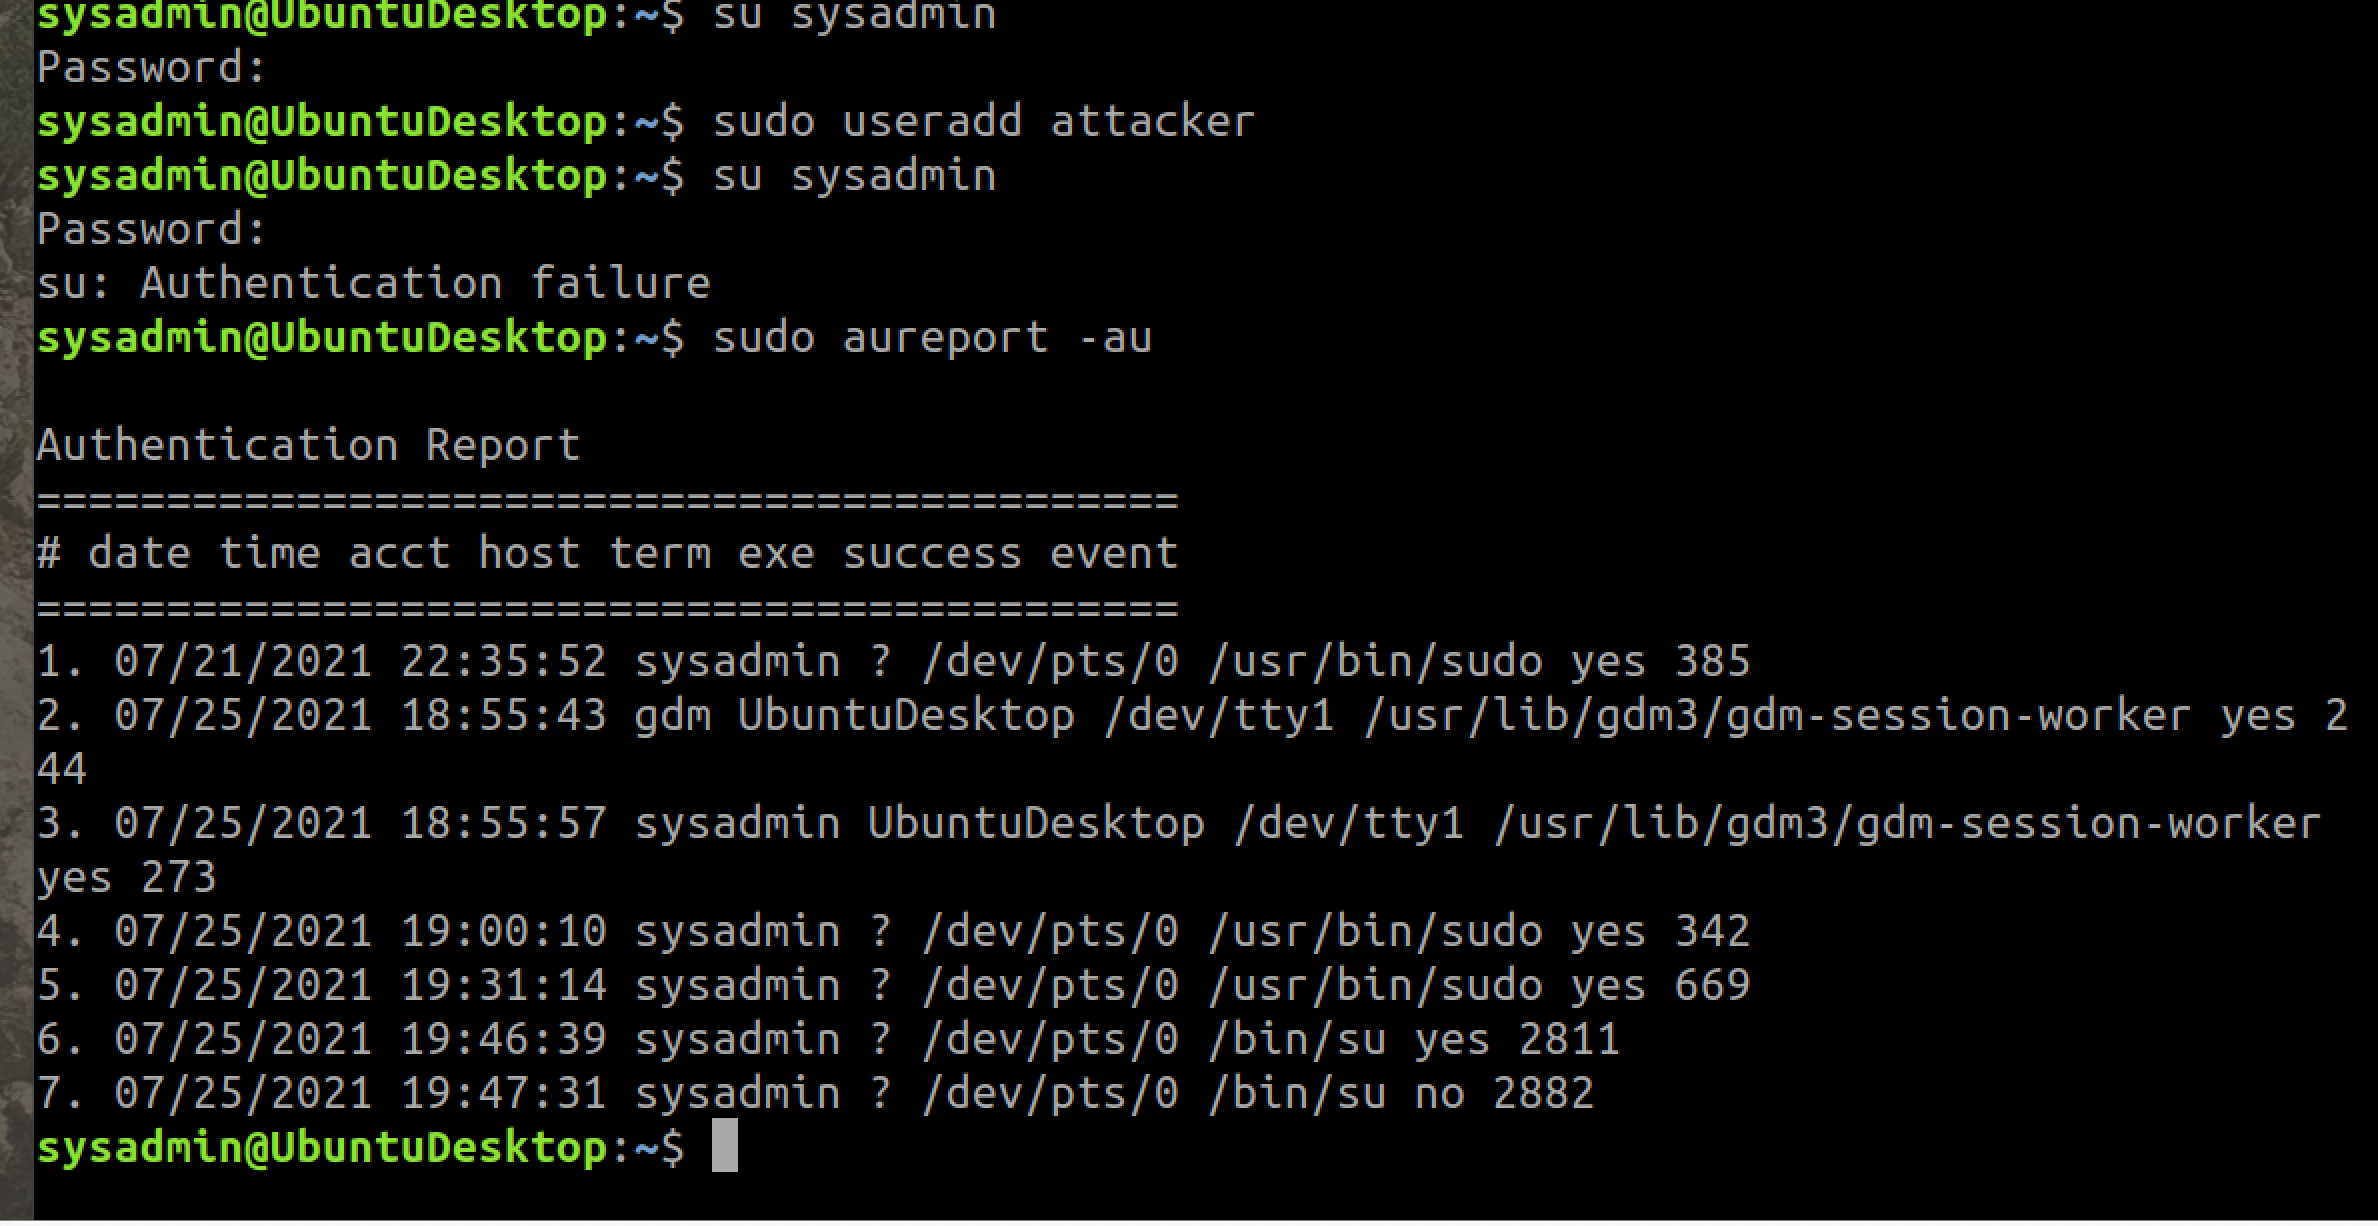 sysadmin@UbuntuDesktop:~$ su sysadmin
Password:
sysadmin@UbuntuDesktop:~$ sudo useradd attacker
sysadmin@UbuntuDesktop:~$ su sysadmin
Password:
su: Authentication failure
sysadmin@UbuntuDesktop:~$ sudo aureport -au
Authentication Report
============================================
# date time acct host term exe success event
============================================
1. 07/21/2021 22:35:52 sysadmin ? /dev/pts/0 /usr/bin/sudo yes 385
2. 07/25/2021 18:55:43 gdm UbuntuDesktop /dev/tty1 /usr/lib/gdm3/gdm-session-worker yes 2
44
3. 07/25/2021 18:55:57 sysadmin UbuntuDesktop /dev/tty1 /usr/lib/gdm3/gdm-session-worker
yes 273
4. 07/25/2021 19:00:10 sysadmin ? /dev/pts/0 /usr/bin/sudo yes 342
5. 07/25/2021 19:31:14 sysadmin ? /dev/pts/0 /usr/bin/sudo yes 669
6. 07/25/2021 19:46:39 sysadmin ? /dev/pts/0 /bin/su yes 2811
7. 07/25/2021 19:47:31 sysadmin ? /dev/pts/0 /bin/su no 2882
sysadmin@UbuntuDesktop:~$